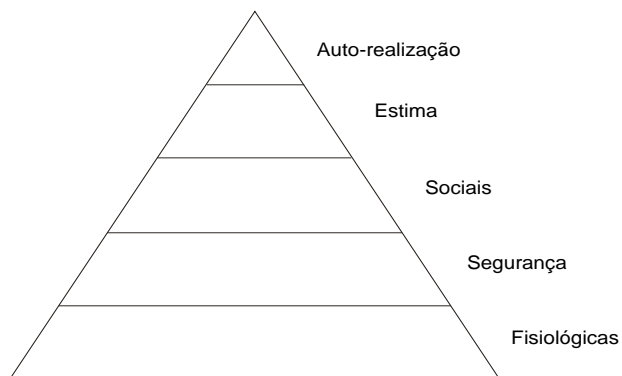 Auto-realização
Estima
Sociais
Segurança
Fisiológicas